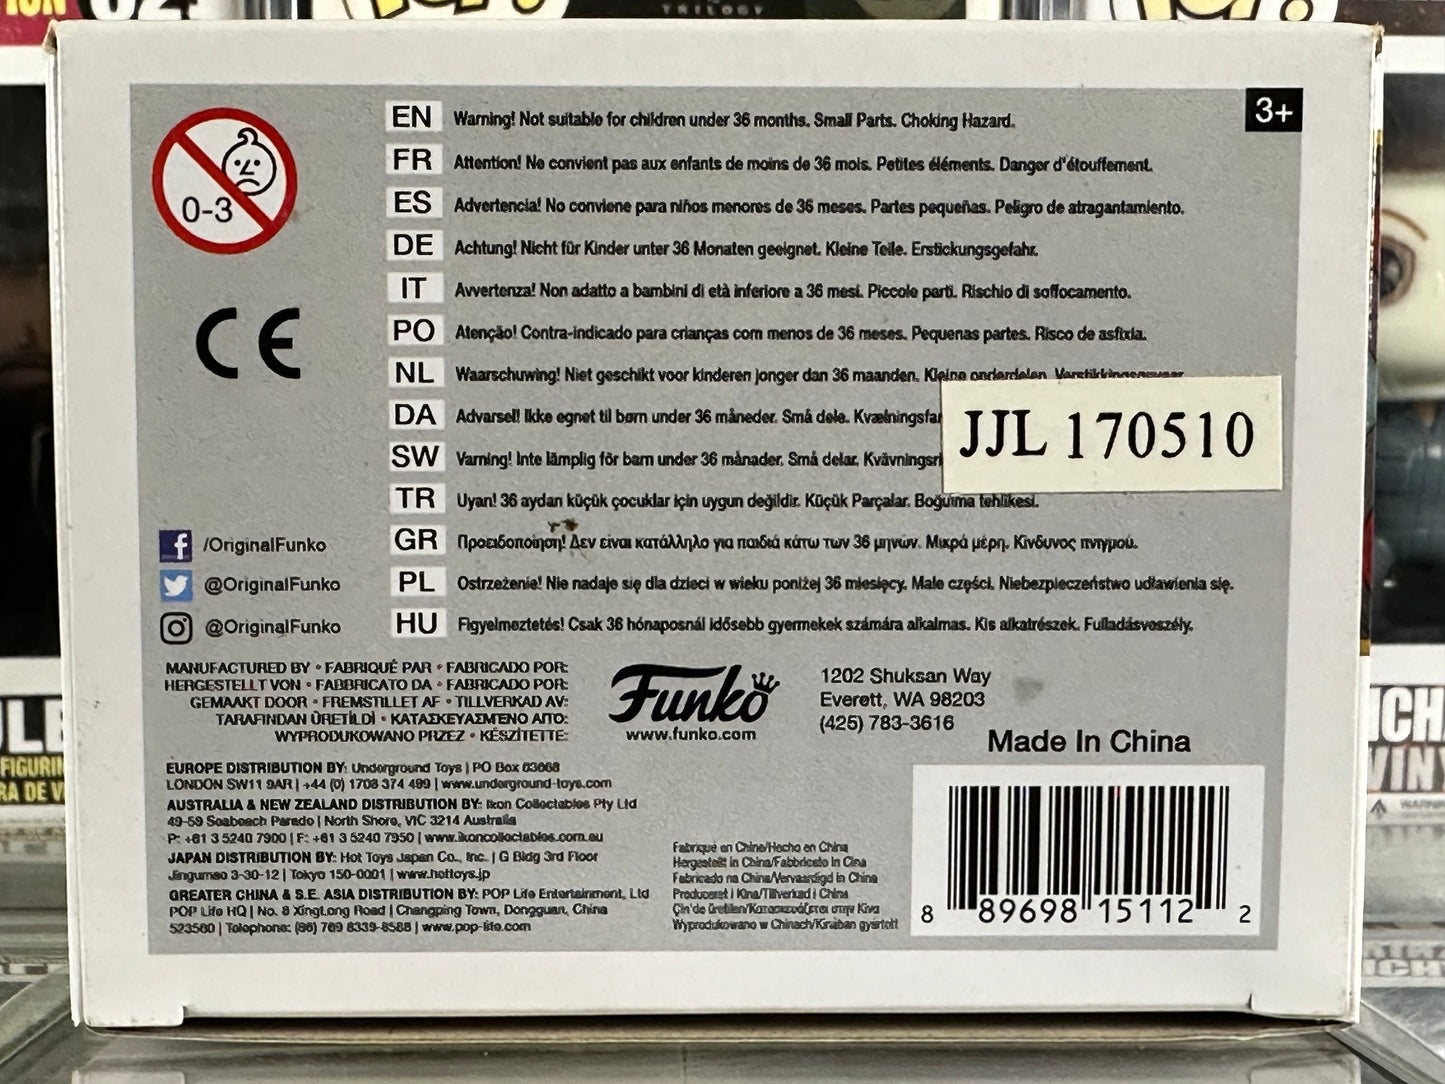 TRILOGY
3+
0-3
CE
EN Warning! Not suitable for children under 36 months. Small Parts. Choking Hazard.
FR Attention! Ne convient pas aux enfants de moins de 36 mois. Petites éléments. Danger d'étouffement.
ES Advertencia! No conviene para niños menores de 36 meses. Partes pequeñas. Peligro de atragantamiento.
DE Achtung! Nicht für Kinder unter 36 Monaten geeignet. Kleine Teile. Erstickungsgefahr.
IT Avvertenza! Non adatto a bambini di età inferiore a 36 mesi. Piccole parti. Rischio di soffocamento.
PO Atenção! Contra-indicado para crianças com menos de 36 meses. Pequenas partes. Risco de asfixia.
NL Waarschuwing! Niet geschikt voor kinderen jonger dan 36 maanden. Kleine onderdelen.
DA Advarsel! Ikke egnet til børn under 36 måneder. Små dele.
SW Varning! Inte lämplig för barn under 36 månader. Små delar.
JJL 170510
TR Uyan! 36 aydan küçük çocuklar için uygun değildir. Küçük Parçalar. Boğulma tehlikesi.
GR Προειδοποίηση! Δεν είναι κατάλληλο για παιδιά κάτω των 36 μηνών. Μικρά μέρη. Κίνδυνος πνιγμού.
PL Ostrzeżenie! Nie nadaje się dla dzieci w wieku poniżej 36 miesięcy. Małe części. Niebezpieczeństwo udławienia się.
HU Figyelmeztetés! Csak 36 hónaposnál idősebb gyermekek számára alkalmas. Kis alkatrészek. Fulladásveszély.
/OriginalFunko
@OriginalFunko
@OriginalFunko
MANUFACTURED BY • FABRIQUÉ PAR • FABRICADO POR:
HERGESTELLT VON • FABBRICATO DA • FABRICADO POR:
GEMAAKT DOOR • FREMSTILLET AF • TILLVERKAD AV:
TARAFINDAN ÜRETİLDİ • ΚΑΤΑΣΚΕΥΑΣΜΈΝΟ ΑΠΌ:
WYPRODUKOWANO PRZEZ • KÉSZÍTETTE:
Funko
www.funko.com
1202 Shuksan Way
Everett, WA 98203
(425) 783-3616
Made In China
EUROPE DISTRIBUTION BY: Underground Toys | PO Box 03668
LONDON SW11 9AR | +44 (0) 1708 374 499 | www.underground-toys.com
AUSTRALIA & NEW ZEALAND DISTRIBUTION BY: Ikon Collectables Pty Ltd
49-59 Seabeach Parade | North Shore, VIC 3214 Australia
P: +61 3 5240 7900 | F: +61 3 5240 7950 | www.ikoncollectables.com.au
JAPAN DISTRIBUTION BY: Hot Toys Japan Co., Inc. | G Bldg 3rd Floor
Jingumae 3-30-12 | Tokyo 150-0001 | www.hottoys.jp
GREATER CHINA & S.E. ASIA DISTRIBUTION BY: POP Life Entertainment, Ltd
POP Life HQ | No. 8 XingLong Road | Changping Town, Dongguan, China
523560 | Telephone: (86) 769 8339-8588 | www.pop-life.com
Fabriqué en Chine/Hecho en China
Hergestellt in China/Fabbricato in Cina
Fabricado na China/Vervaardigd in China
Produceret i Kina/Tillverkad i China
Çin'de üretilen/Κατασκευάζεται στην Κίνα
Wyprodukowano w Chinach/Kínában gyártott
8 89698 15112 2